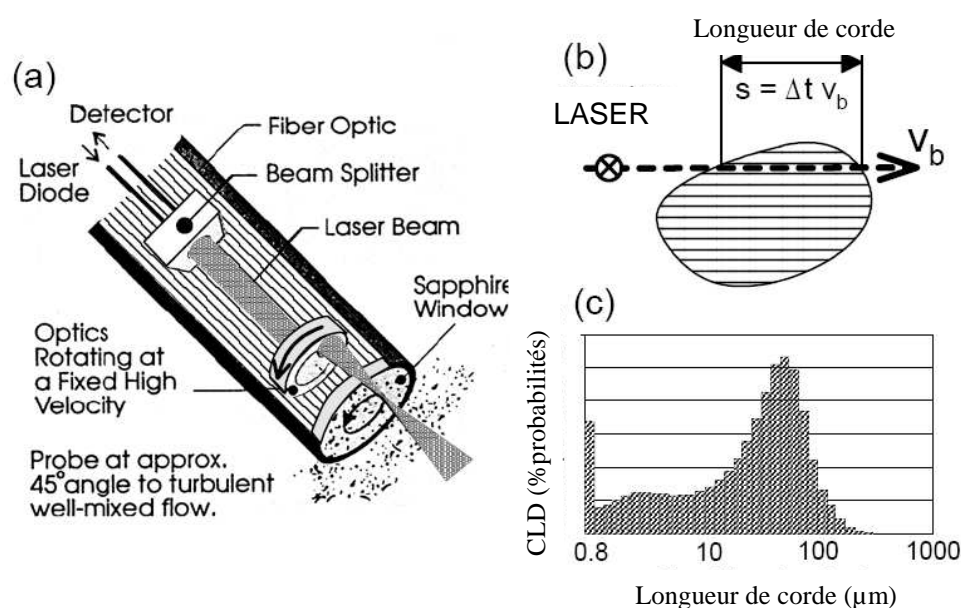 (a)
Detector
Laser
Diode
Fiber Optic
Beam Splitter
Laser Beam
Sapphire
Window
Optics
Rotating at
a Fixed High
Velocity
Probe at approx.
45° angle to turbulent
well-mixed flow.
Longueur de corde
(b)
s = Δt v_b
LASER
v_b
(c)
CLD (%probabilités)
0.8 10 100 1000
Longueur de corde (µm)